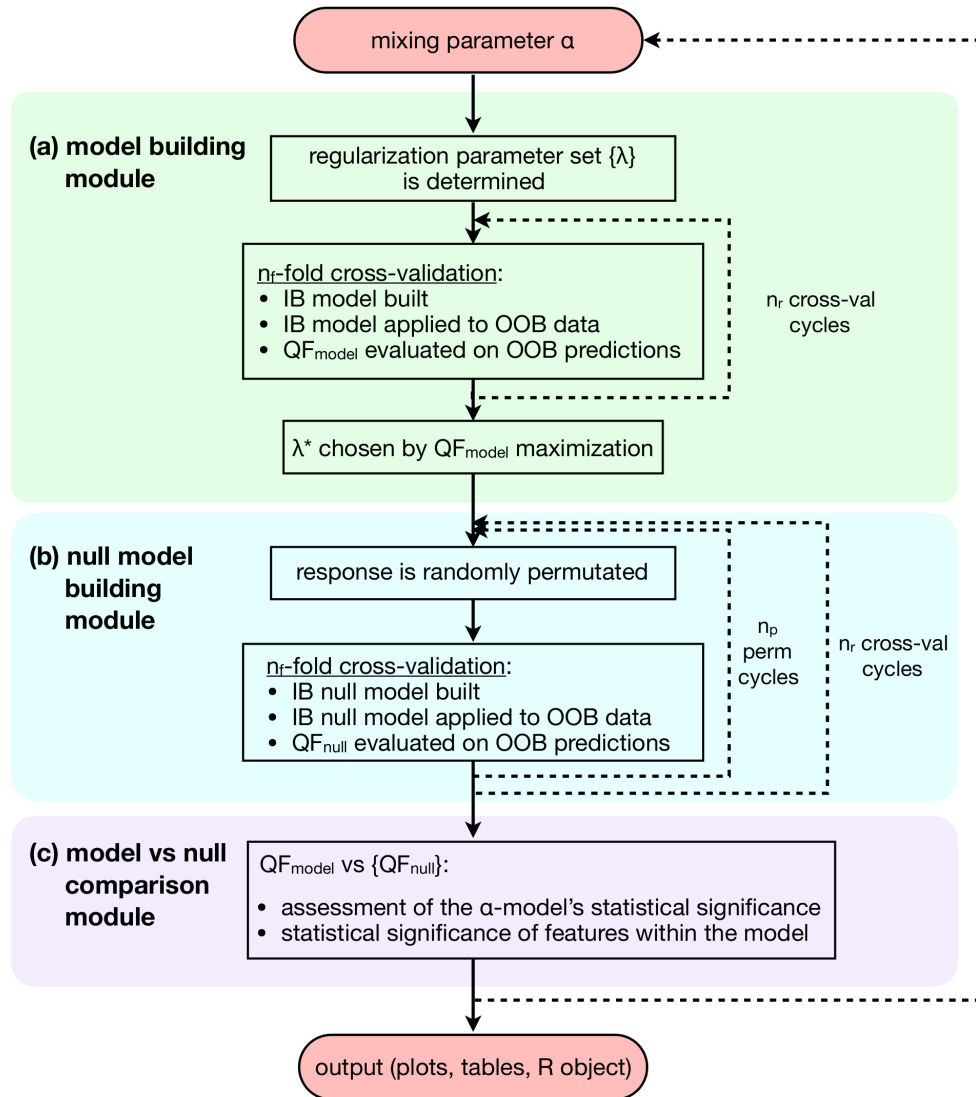 mixing parameter α
(a) model building
module
regularization parameter set {λ}
is determined
nf-fold cross-validation:
• IB model built
• IB model applied to OOB data
• QFmodel evaluated on OOB predictions
nr cross-val
cycles
λ* chosen by QFmodel maximization
(b) null model
building
module
response is randomly permutated
nf-fold cross-validation:
• IB null model built
• IB null model applied to OOB data
• QFnull evaluated on OOB predictions
np
perm
cycles
nr cross-val
cycles
(c) model vs null
comparison
module
QFmodel vs {QFnull}:
• assessment of the α-model's statistical significance
• statistical significance of features within the model
output (plots, tables, R object)